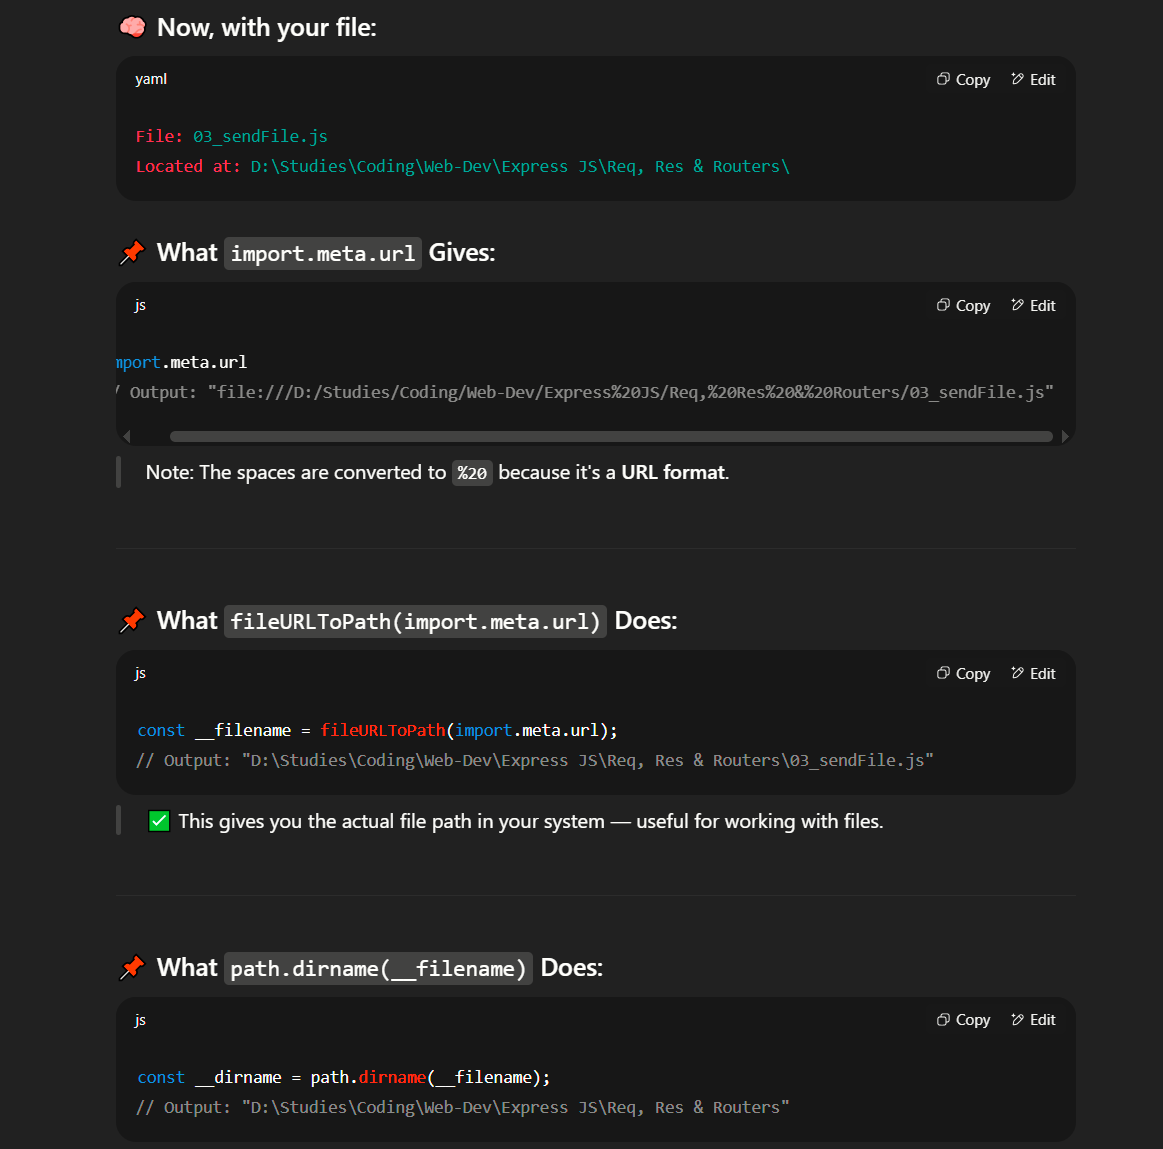 🧠 Now, with your file:
yaml
Copy Edit
File: 03_sendFile.js
Located at: D:\Studies\Coding\Web-Dev\Express JS\Req, Res & Routers\
📌 What import.meta.url Gives:
js
Copy Edit
mport.meta.url
/ Output: "file:///D:/Studies/Coding/Web-Dev/Express%20JS/Req,%20Res%20&%20Routers/03_sendFile.js"
Note: The spaces are converted to %20 because it's a URL format.
📌 What fileURLToPath(import.meta.url) Does:
js
Copy Edit
const __filename = fileURLToPath(import.meta.url);
// Output: "D:\Studies\Coding\Web-Dev\Express JS\Req, Res & Routers\03_sendFile.js"
✅ This gives you the actual file path in your system — useful for working with files.
📌 What path.dirname(__filename) Does:
js
Copy Edit
const __dirname = path.dirname(__filename);
// Output: "D:\Studies\Coding\Web-Dev\Express JS\Req, Res & Routers"